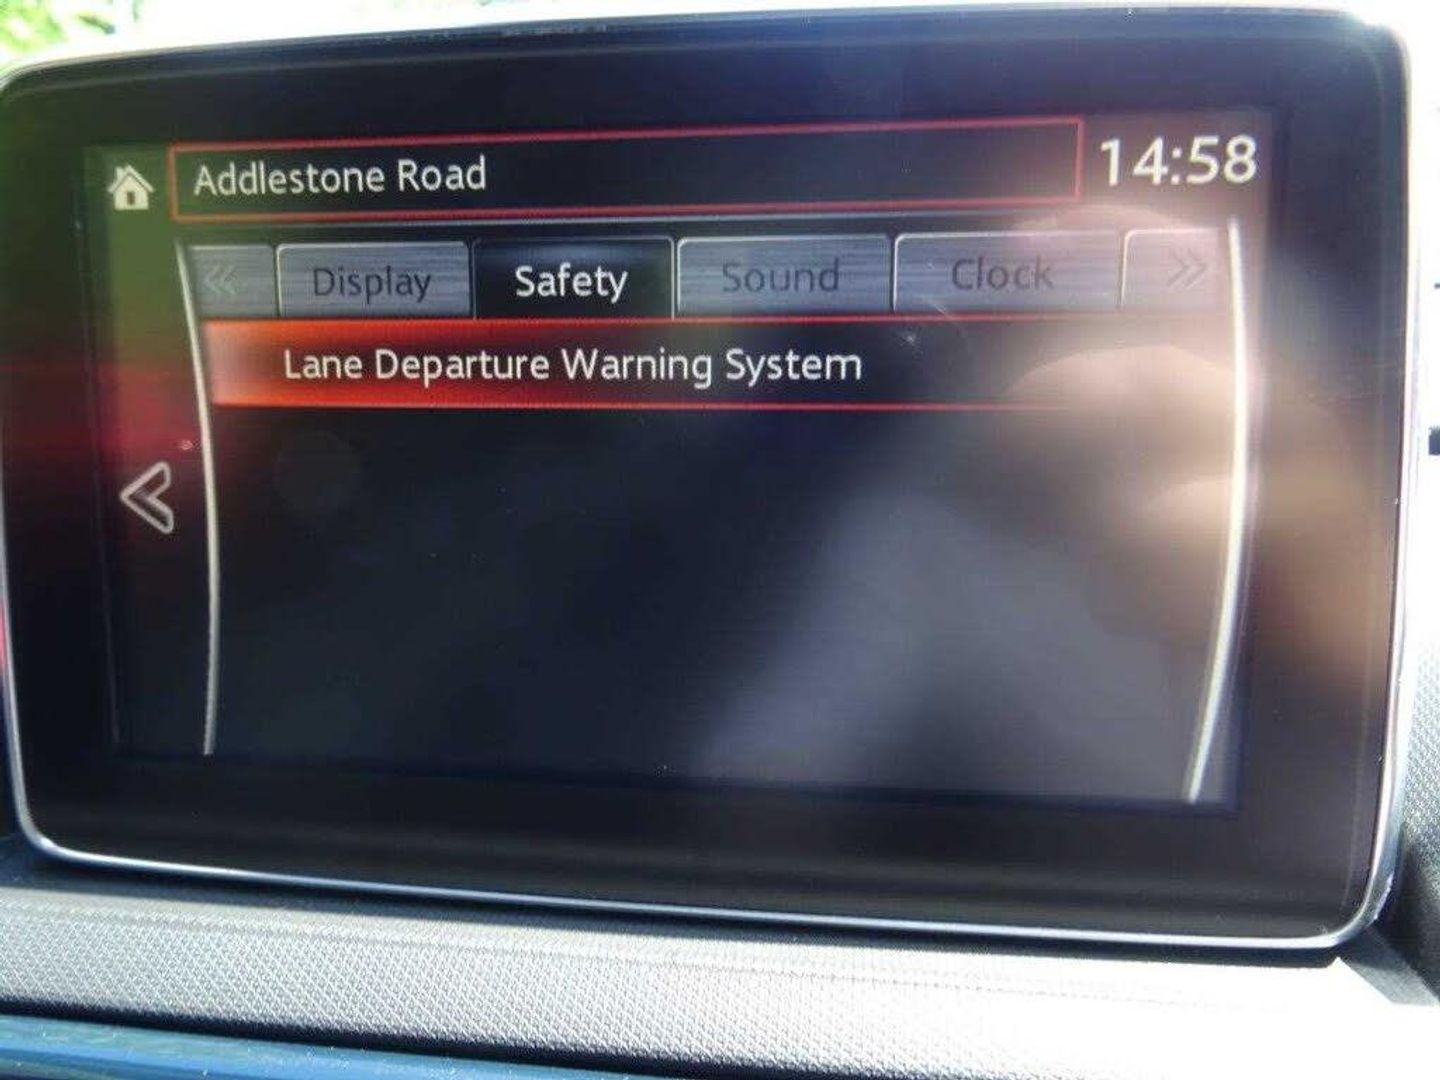 Addlestone Road 14:58
Display Safety Sound Clock
Lane Departure Warning System